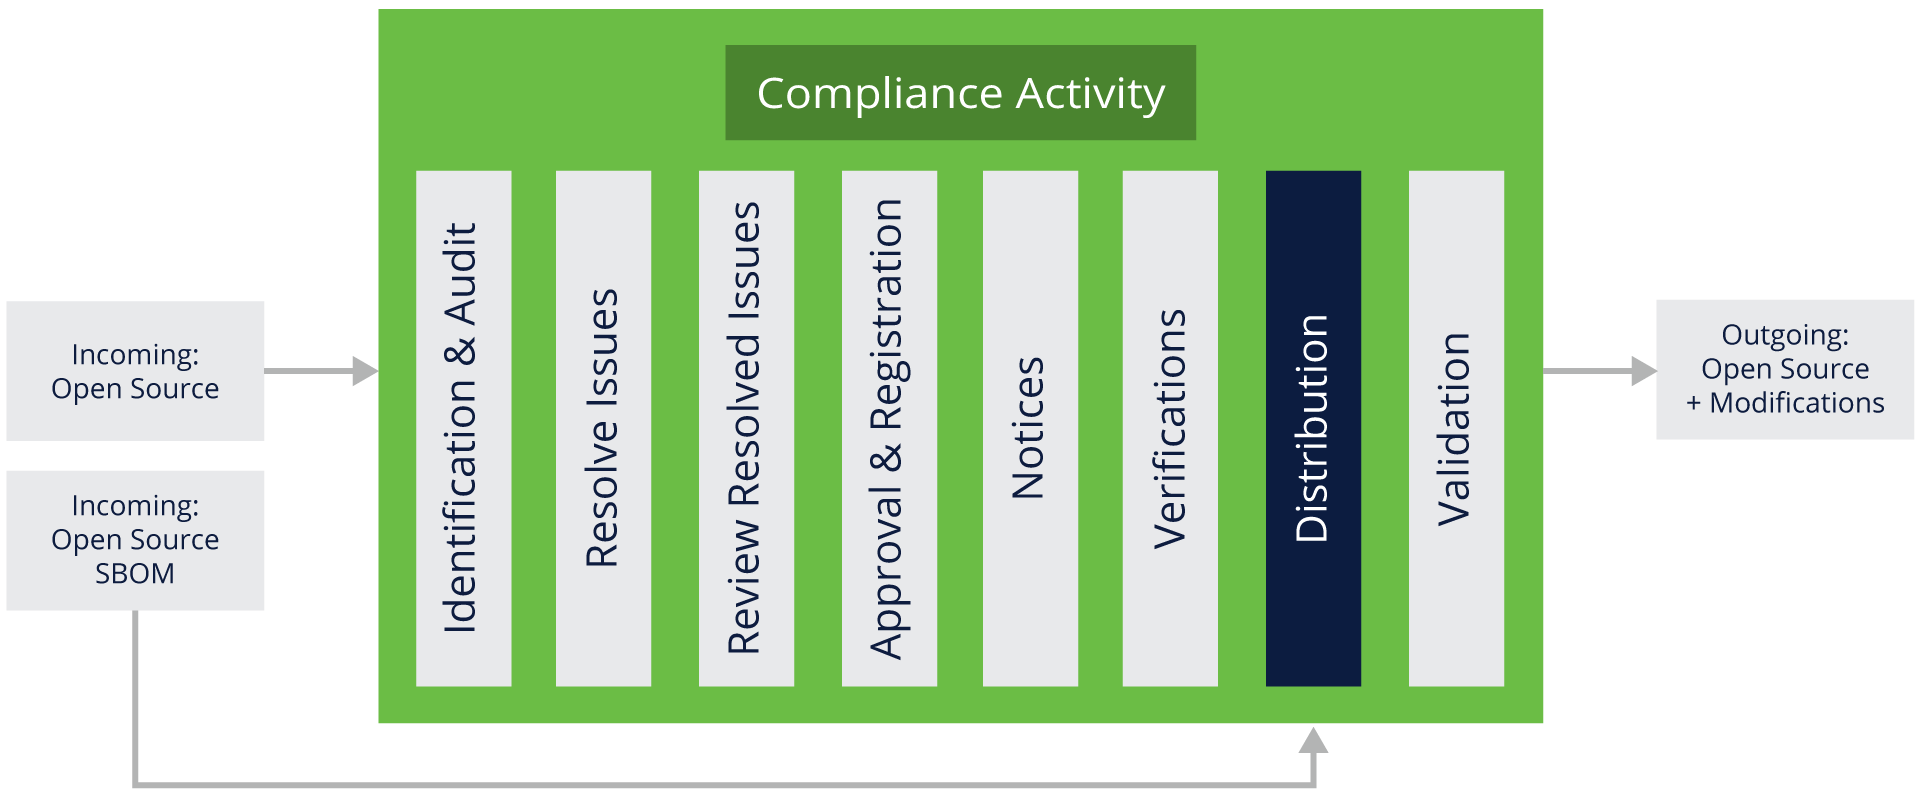 Compliance Activity
Incoming:
Open Source
Incoming:
Open Source
SBOM
Identification & Audit
Resolve Issues
Review Resolved Issues
Approval & Registration
Notices
Verifications
Distribution
Validation
Outgoing:
Open Source
+ Modifications